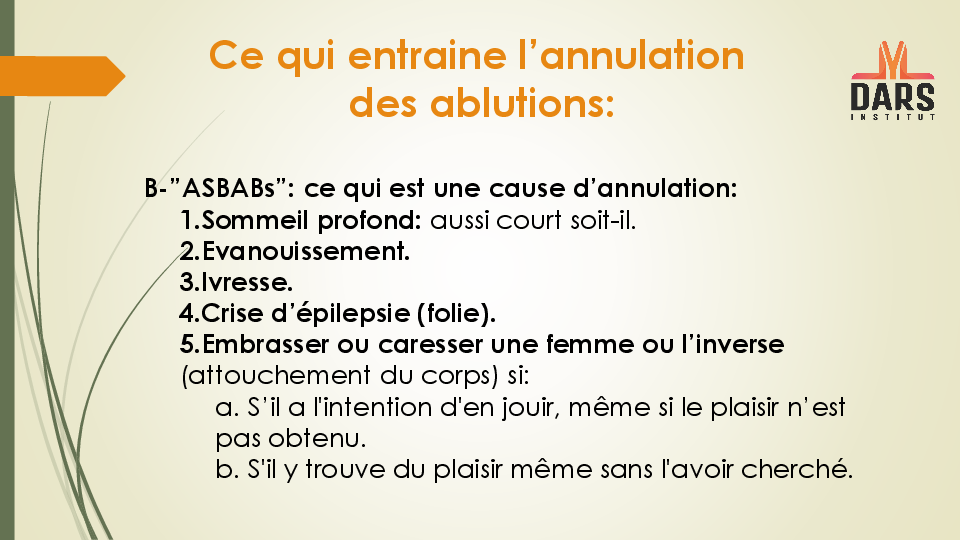 Ce qui entraine l’annulation
des ablutions:
DARS
INSTITUT
B-”ASBABs”: ce qui est une cause d’annulation:
1.Sommeil profond: aussi court soit-il.
2.Evanouissement.
3.Ivresse.
4.Crise d’épilepsie (folie).
5.Embrasser ou caresser une femme ou l’inverse
(attouchement du corps) si:
a. S’il a l'intention d'en jouir, même si le plaisir n’est
pas obtenu.
b. S'il y trouve du plaisir même sans l'avoir cherché.